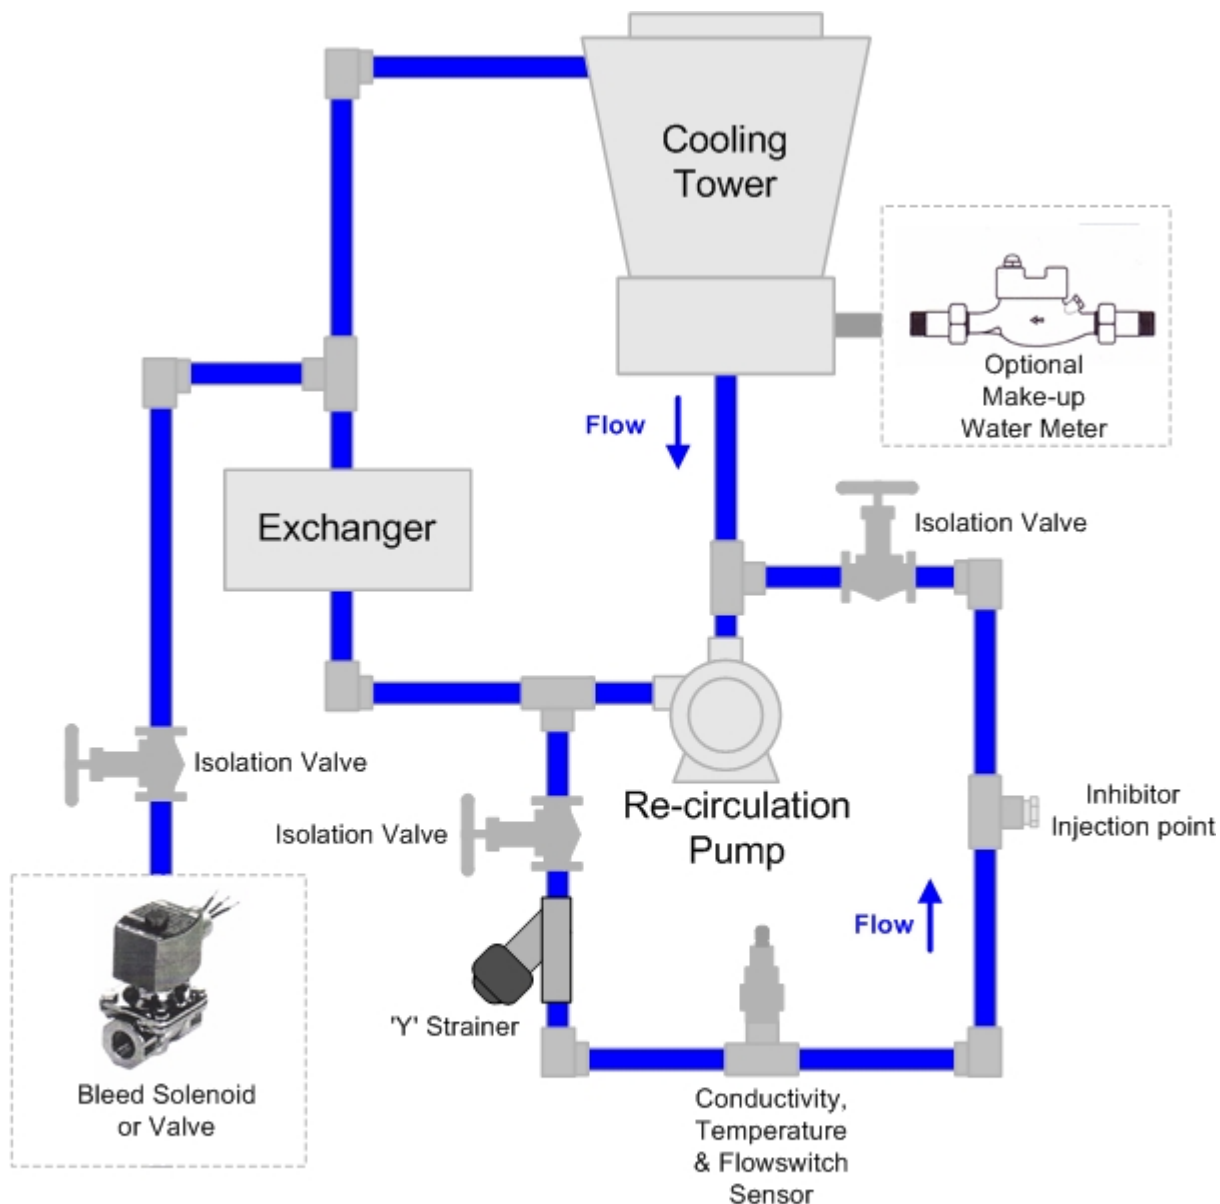 Cooling
Tower
Optional
Make-up
Water Meter
Flow
Isolation Valve
Exchanger
Isolation Valve
Isolation Valve
Re-circulation
Pump
Inhibitor
Injection point
Flow
'Y' Strainer
Bleed Solenoid
or Valve
Conductivity,
Temperature
& Flowswitch
Sensor